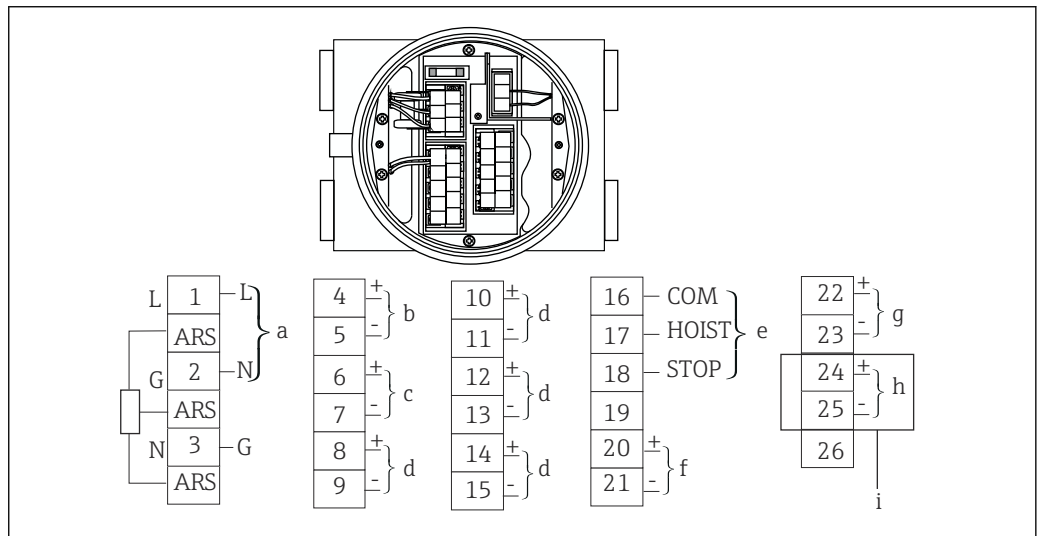 L 1 L
ARS
a
G 2 N
ARS
N 3 G
ARS
4 +
b
5 -
6 +
c
7 -
8 +
d
9 -
10 +
d
11 -
12 +
d
13 -
14 +
d
15 -
16 COM
17 HOIST e
18 STOP
19
20 +
f
21 -
22 +
g
23 -
24 +
h
25 -
26
i